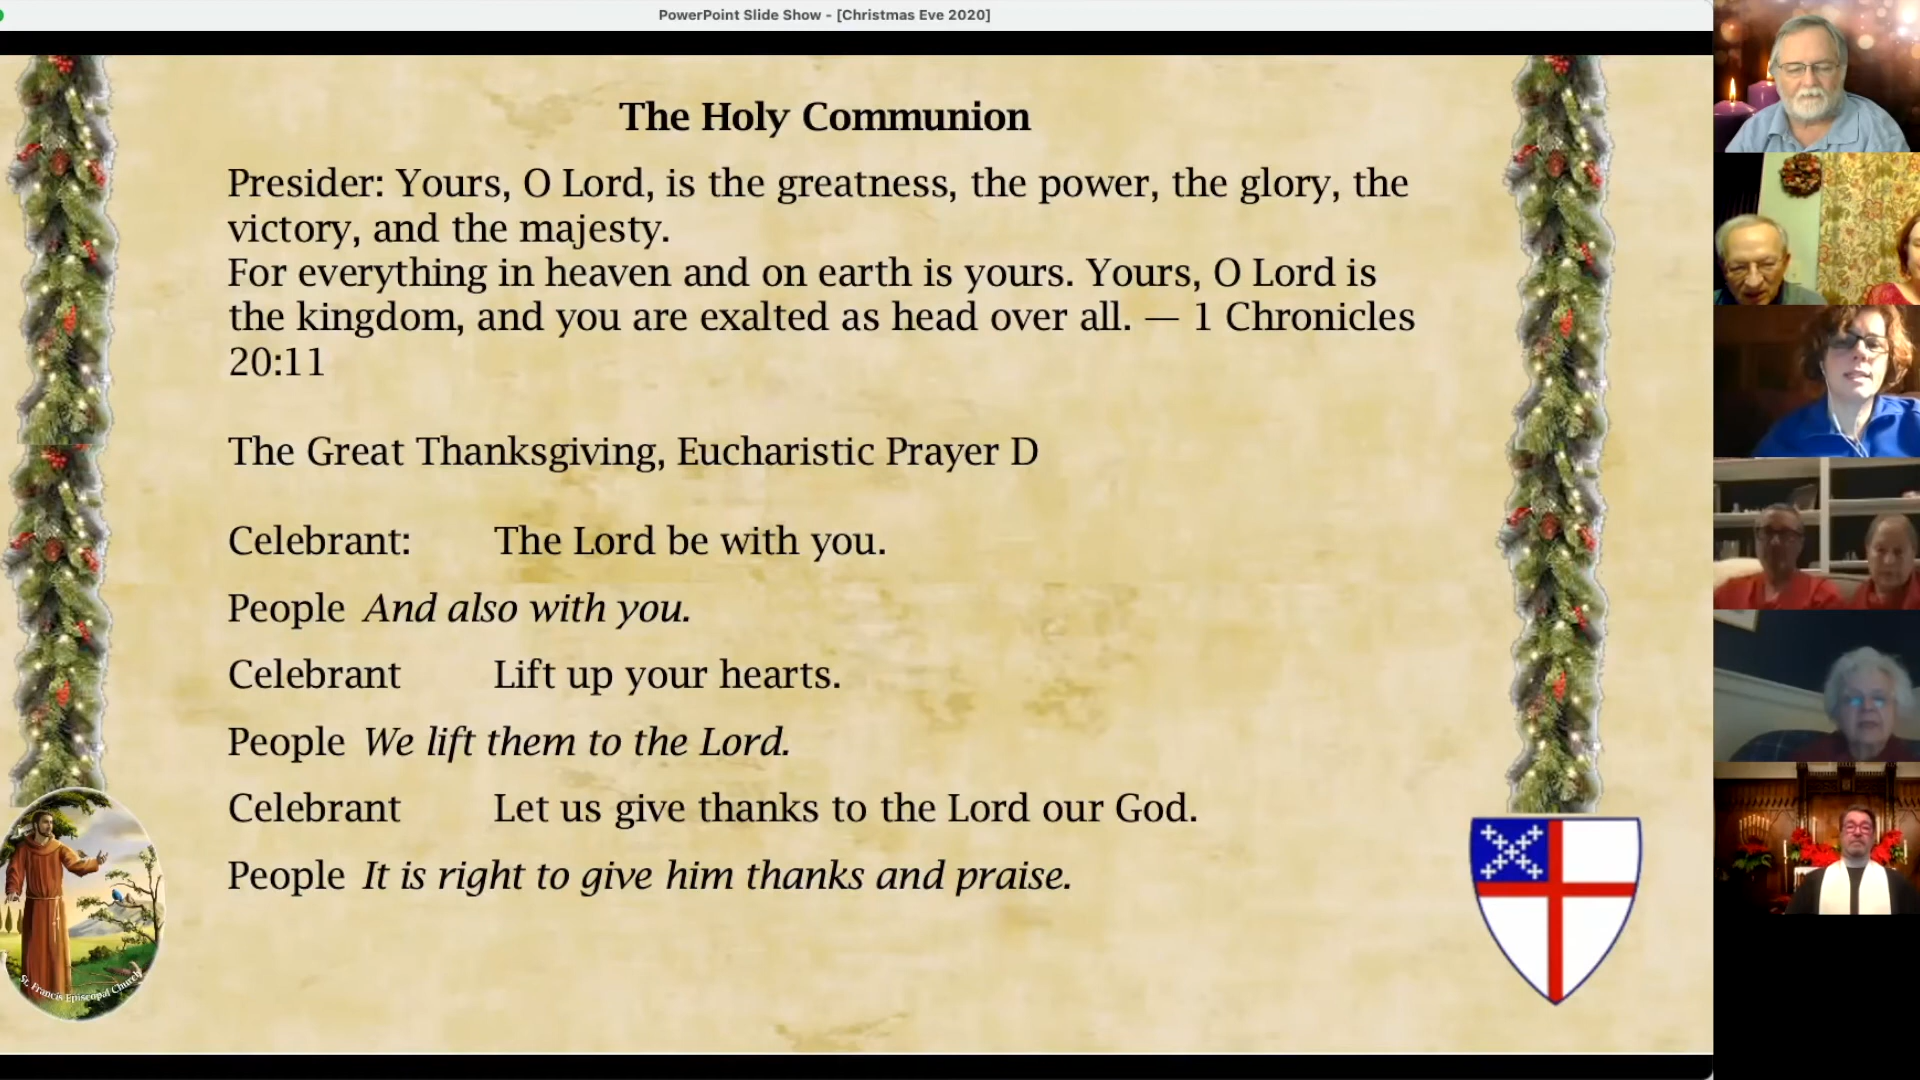 PowerPoint Slide Show - [Christmas Eve 2020]
The Holy Communion
Presider: Yours, O Lord, is the greatness, the power, the glory, the
victory, and the majesty.
For everything in heaven and on earth is yours. Yours, O Lord is
the kingdom, and you are exalted as head over all. — 1 Chronicles
20:11
The Great Thanksgiving, Eucharistic Prayer D
Celebrant: The Lord be with you.
People And also with you.
Celebrant Lift up your hearts.
People We lift them to the Lord.
Celebrant Let us give thanks to the Lord our God.
People It is right to give him thanks and praise.
St. Francis Episcopal Church